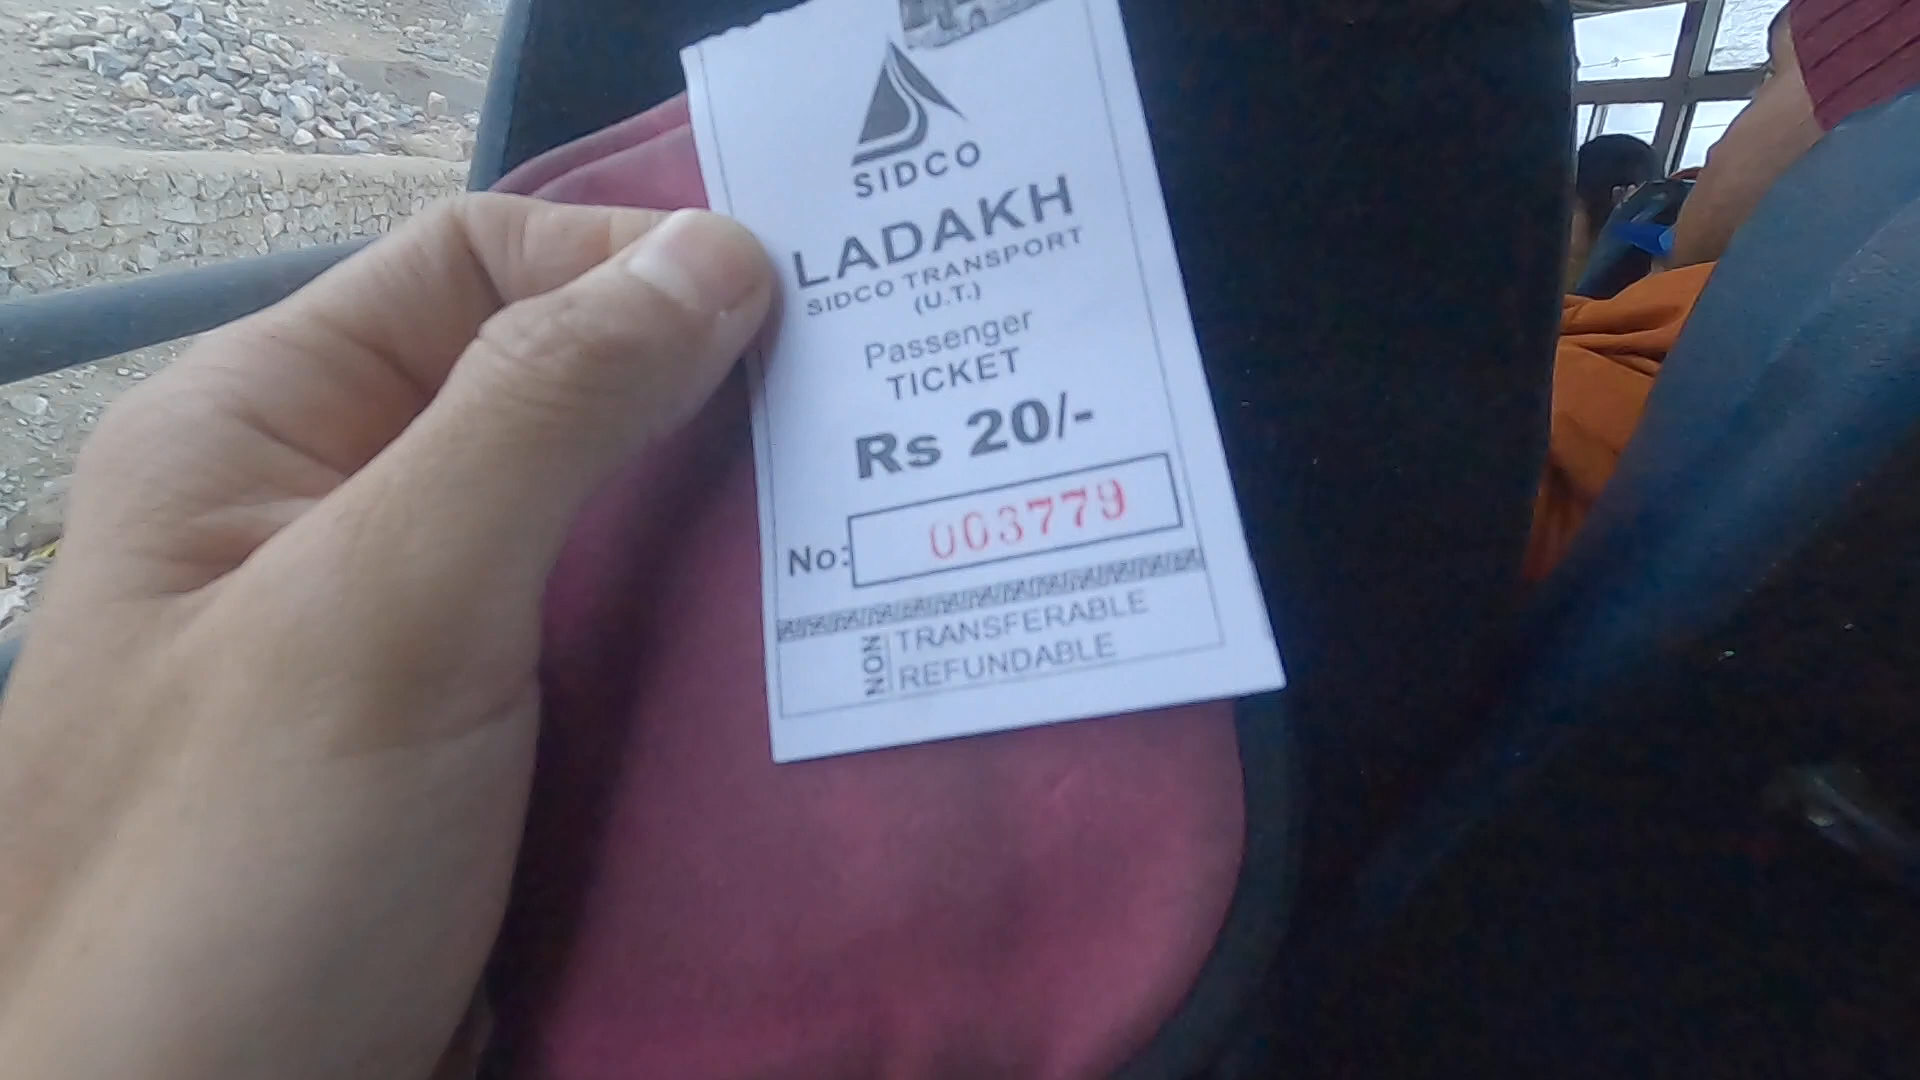 SIDCO
LADAKH
SIDCO TRANSPORT
(U.T.)
Passenger
TICKET
Rs 20/-
No: 003779
NON TRANSFERABLE
REFUNDABLE